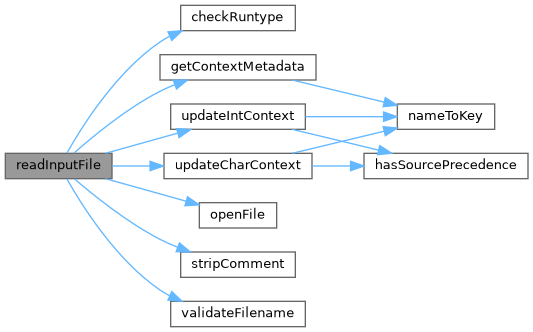 checkRuntype
getContextMetadata
updateIntContext
nameToKey
readInputFile
updateCharContext
hasSourcePrecedence
openFile
stripComment
validateFilename